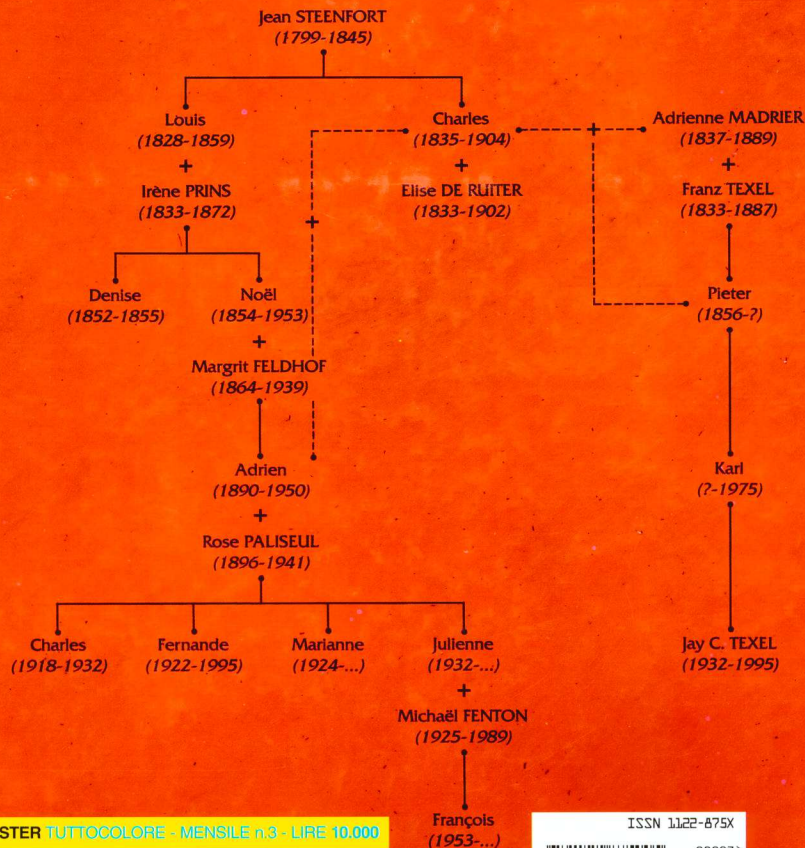 Jean STEENFORT
(1799-1845)
Louis
(1828-1859)
+
Irène PRINS
(1833-1872)
Charles
(1835-1904)
+
Elise DE RUITER
(1833-1902)
+
Adrienne MADRIER
(1837-1889)
+
Franz TEXEL
(1833-1887)
+
Denise
(1852-1855)
Noël
(1854-1953)
+
Margrit FELDHOF
(1864-1939)
Pieter
(1856-?)
Adrien
(1890-1950)
+
Rose PALISEUL
(1896-1941)
Karl
(?-1975)
Charles
(1918-1932)
Fernande
(1922-1995)
Marianne
(1924-...)
Julienne
(1932-...)
+
Michaël FENTON
(1925-1989)
Jay C. TEXEL
(1932-1995)
François
(1953-...)
STER TUTTOCOLORE - MENSILE n.3 - LIRE 10.000
ISSN 1122-875X